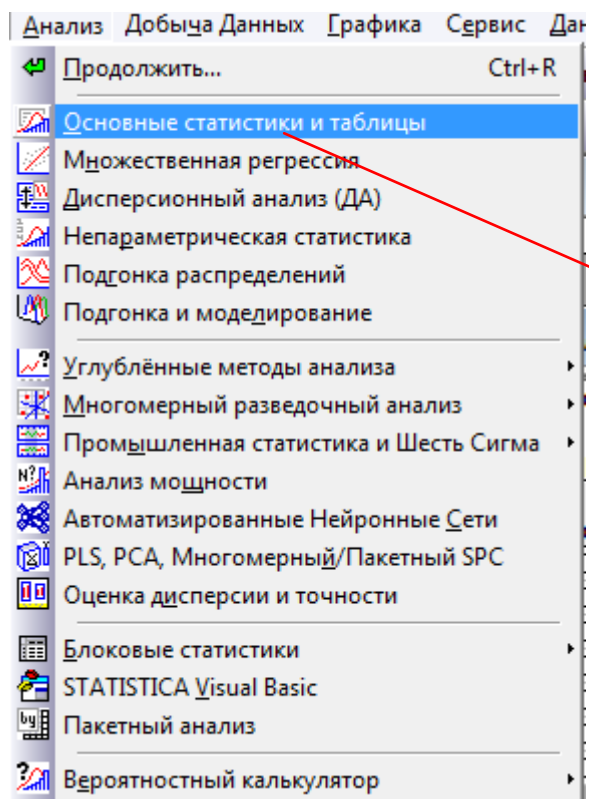 Анализ Добыча Данных Графика Сервис Дан
Продолжить... Ctrl+R
Основные статистики и таблицы
Множественная регрессия
Дисперсионный анализ (ДА)
Непараметрическая статистика
Подгонка распределений
Подгонка и моделирование
Углублённые методы анализа
Многомерный разведочный анализ
Промышленная статистика и Шесть Сигма
Анализ мощности
Автоматизированные Нейронные Сети
PLS, PCA, Многомерный/Пакетный SPC
Оценка дисперсии и точности
Блоковые статистики
STATISTICA Visual Basic
Пакетный анализ
Вероятностный калькулятор